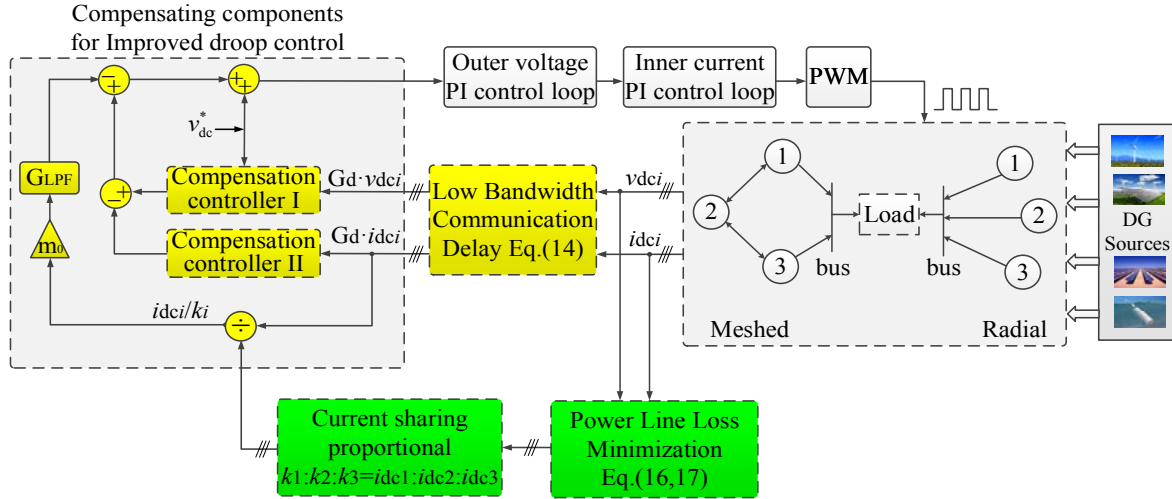 Compensating components
for Improved droop control
Outer voltage
PI control loop
Inner current
PI control loop
PWM
− +
+ +
v*dc
GLPF
− +
Compensation
controller I
Gd·vdci
Low Bandwidth
Communication
Delay Eq.(14)
vdci
1
2
3
bus
Load
bus
1
2
3
DG
Sources
m0
Compensation
controller II
Gd·idci
idci
idci/ki
÷
Meshed
Radial
Current sharing
proportional
k1:k2:k3=idc1:idc2:idc3
Power Line Loss
Minimization
Eq.(16,17)